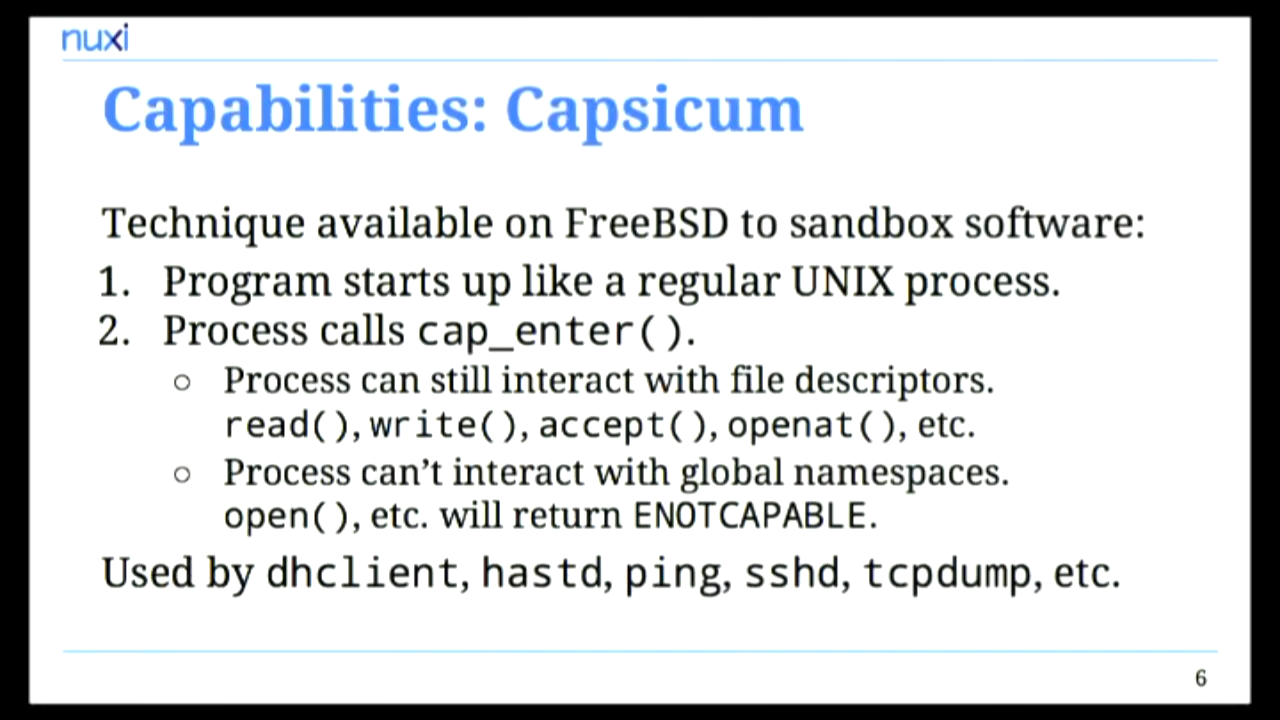 nuxi
Capabilities: Capsicum
Technique available on FreeBSD to sandbox software:
1. Program starts up like a regular UNIX process.
2. Process calls cap_enter().
○ Process can still interact with file descriptors.
read(), write(), accept(), openat(), etc.
○ Process can’t interact with global namespaces.
open(), etc. will return ENOTCAPABLE.
Used by dhclient, hastd, ping, sshd, tcpdump, etc.
6